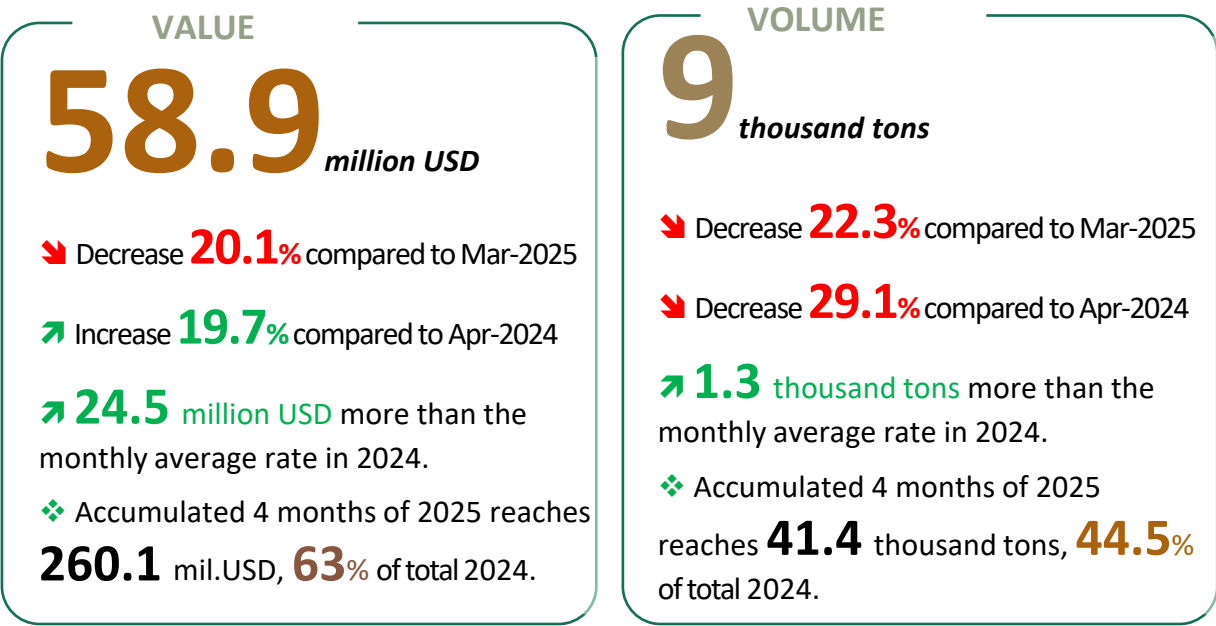 VALUE
58.9 million USD
Decrease 20.1% compared to Mar-2025
Increase 19.7% compared to Apr-2024
24.5 million USD more than the
monthly average rate in 2024.
Accumulated 4 months of 2025 reaches
260.1 mil.USD, 63% of total 2024.
VOLUME
9 thousand tons
Decrease 22.3% compared to Mar-2025
Decrease 29.1% compared to Apr-2024
1.3 thousand tons more than the
monthly average rate in 2024.
Accumulated 4 months of 2025
reaches 41.4 thousand tons, 44.5%
of total 2024.